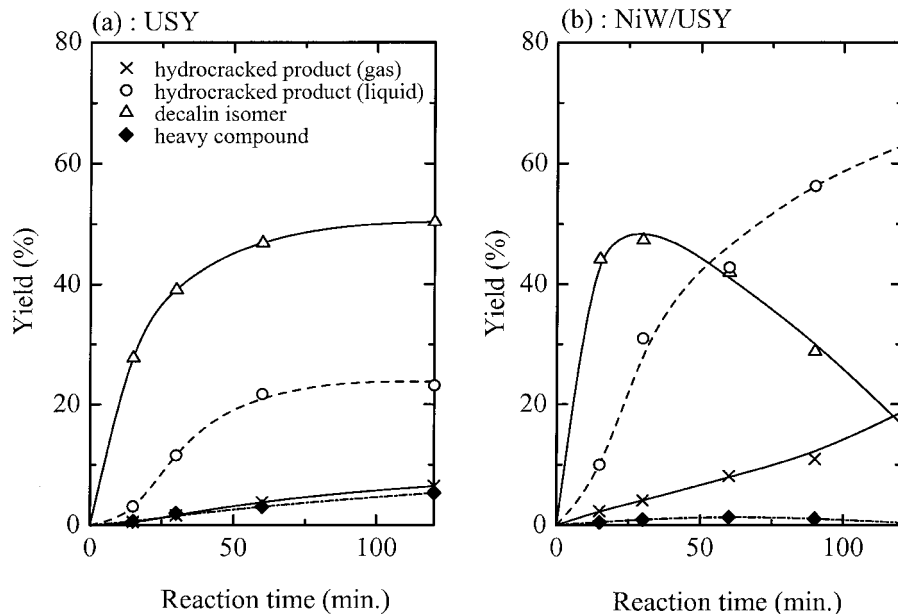 (a) : USY
80
60
40
20
0
Yield (%)
× hydrocracked product (gas)
○ hydrocracked product (liquid)
△ decalin isomer
◆ heavy compound
0 50 100
Reaction time (min.)
(b) : NiW/USY
80
60
40
20
0
Yield (%)
0 50 100
Reaction time (min.)